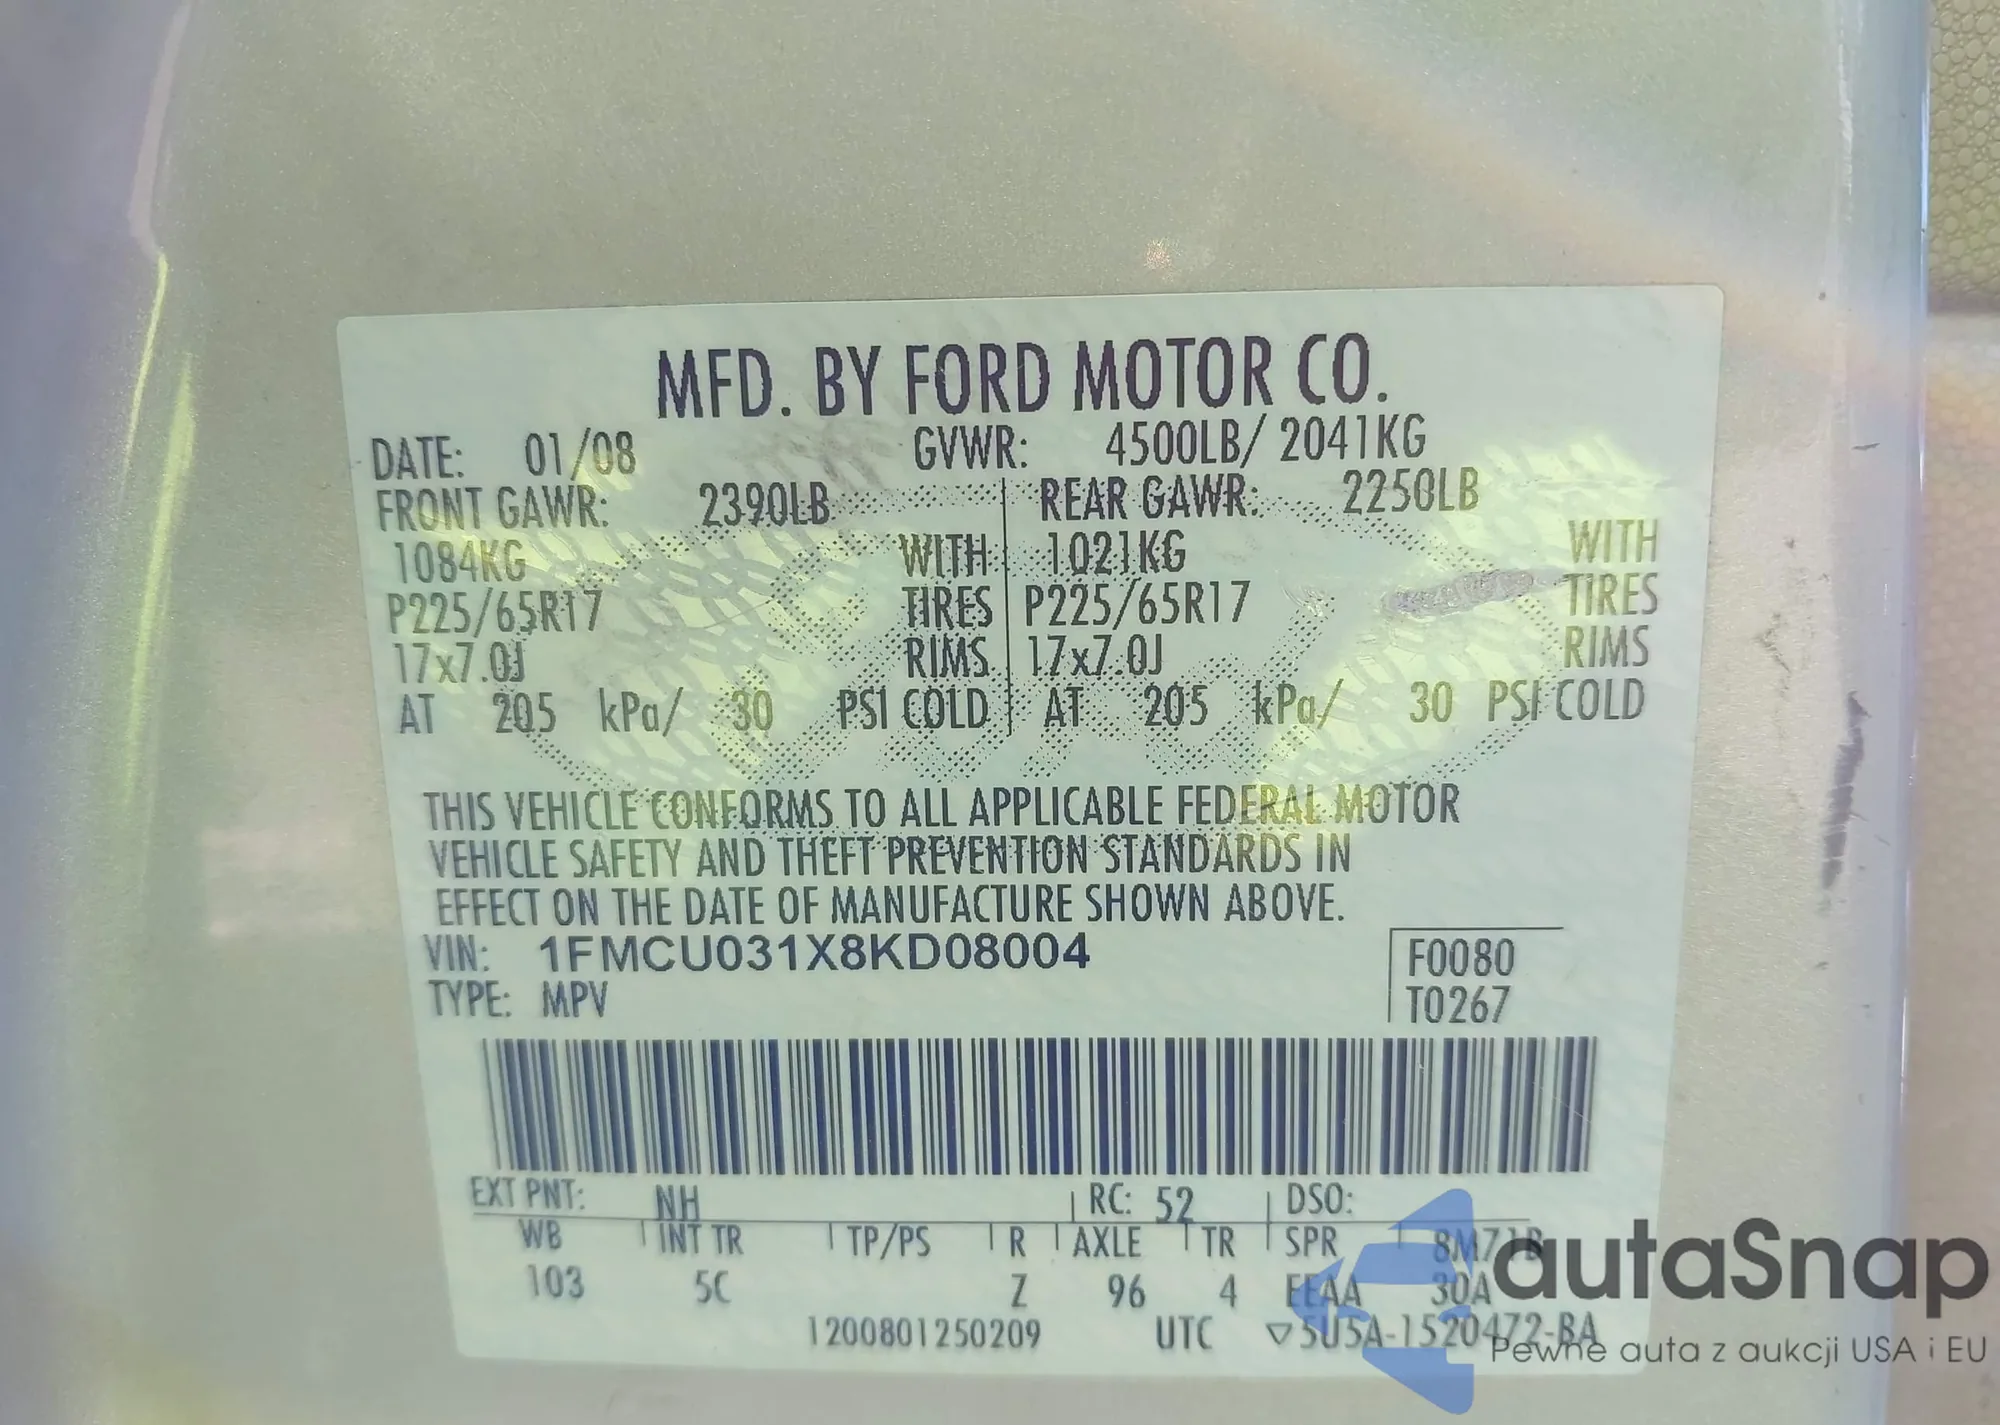 MFD. BY FORD MOTOR CO.
DATE: 01/08 GVWR: 4500LB/ 2041KG
FRONT GAWR: 2390LB REAR GAWR: 2250LB
1084KG WITH 1021KG WITH
P225/65R17 TIRES P225/65R17 TIRES
17x7.0J RIMS 17x7.0J RIMS
AT 205 kPa/ 30 PSI COLD AT 205 kPa/ 30 PSI COLD
THIS VEHICLE CONFORMS TO ALL APPLICABLE FEDERAL MOTOR
VEHICLE SAFETY AND THEFT PREVENTION STANDARDS IN
EFFECT ON THE DATE OF MANUFACTURE SHOWN ABOVE.
VIN: 1FMCU031X8KD08004 F0080
TYPE: MPV T0267
EXT PNT: NH RC: 52 DSO:
WB INT TR TP/PS R AXLE TR SPR 8M71B
103 5C Z 96 4 EEAA 30A
1200801250209 UTC ▽5U5A-1520472-BA
autaSnap
Pewne auta z aukcji USA i EU